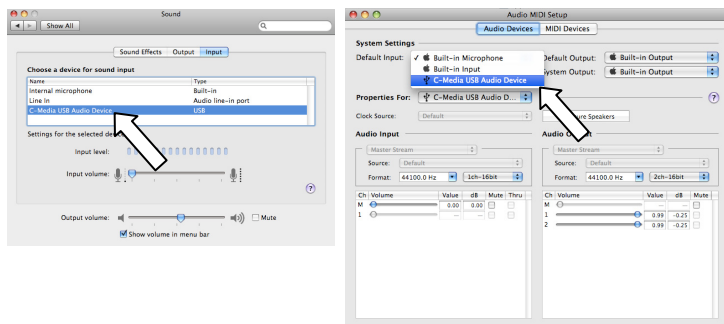 Sound
Show All
Sound Effects Output Input
Choose a device for sound input
Name Type
Internal microphone Built-in
Line In Audio line-in port
C-Media USB Audio Device USB
Settings for the selected
Input level:
Input volume:
?
Output volume: Mute
Show volume in menu bar
Audio MIDI Setup
Audio Devices MIDI Devices
System Settings
Default Input: Built-in Microphone Default Output: Built-in Output
Built-in Input System Output: Built-in Output
C-Media USB Audio Device
Properties For: C-Media USB Audio D... ?
Clock Source: Default Speakers
Audio Input Audio
Master Stream Master Stream
Source: Default Source: Default
Format: 44100.0 Hz 1ch-16bit Format: 44100.0 Hz 2ch-16bit
Ch Volume Value dB Mute Thru Ch Volume Value dB Mute
M 0.00 0.00 M — —
1 — — 1 0.99 -0.25
2 0.99 -0.25